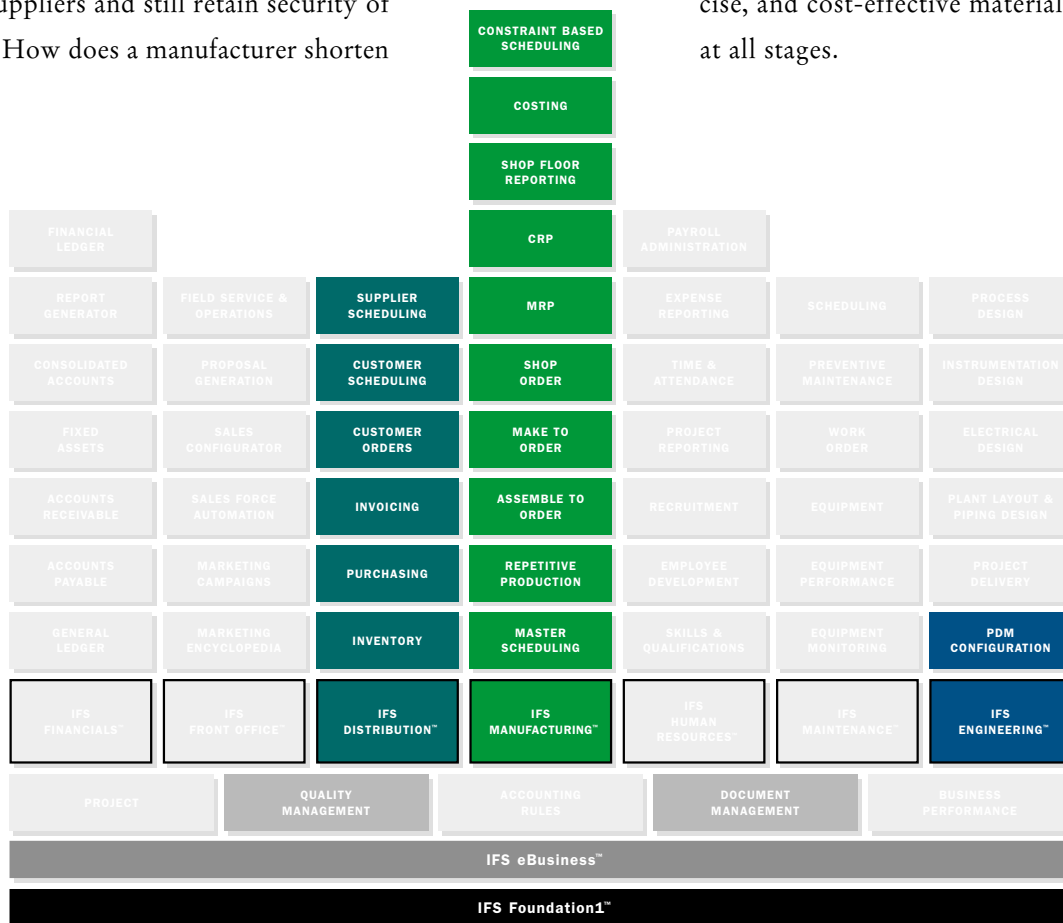 uppliers and still retain security of
How does a manufacturer shorten
cise, and cost-effective material
at all stages.
CONSTRAINT BASED
SCHEDULING
COSTING
SHOP FLOOR
REPORTING
FINANCIAL
LEDGER
CRP
PAYROLL
ADMINISTRATION
REPORT
GENERATOR
FIELD SERVICE &
OPERATIONS
SUPPLIER
SCHEDULING
MRP
EXPENSE
REPORTING
SCHEDULING
PROCESS
DESIGN
CONSOLIDATED
ACCOUNTS
PROPOSAL
GENERATION
CUSTOMER
SCHEDULING
SHOP
ORDER
TIME &
ATTENDANCE
PREVENTIVE
MAINTENANCE
INSTRUMENTATION
DESIGN
FIXED
ASSETS
SALES
CONFIGURATOR
CUSTOMER
ORDERS
MAKE TO
ORDER
PROJECT
REPORTING
WORK
ORDER
ELECTRICAL
DESIGN
ACCOUNTS
RECEIVABLE
SALES FORCE
AUTOMATION
INVOICING
ASSEMBLE TO
ORDER
RECRUITMENT
EQUIPMENT
PLANT LAYOUT &
PIPING DESIGN
ACCOUNTS
PAYABLE
MARKETING
CAMPAIGNS
PURCHASING
REPETITIVE
PRODUCTION
EMPLOYEE
DEVELOPMENT
EQUIPMENT
PERFORMANCE
PROJECT
DELIVERY
GENERAL
LEDGER
MARKETING
ENCYCLOPEDIA
INVENTORY
MASTER
SCHEDULING
SKILLS &
QUALIFICATIONS
EQUIPMENT
MONITORING
PDM
CONFIGURATION
IFS
FINANCIALS™
IFS
FRONT OFFICE™
IFS
DISTRIBUTION™
IFS
MANUFACTURING™
IFS
HUMAN
RESOURCES™
IFS
MAINTENANCE™
IFS
ENGINEERING™
PROJECT
QUALITY
MANAGEMENT
ACCOUNTING
RULES
DOCUMENT
MANAGEMENT
BUSINESS
PERFORMANCE
IFS eBusiness™
IFS Foundation1™